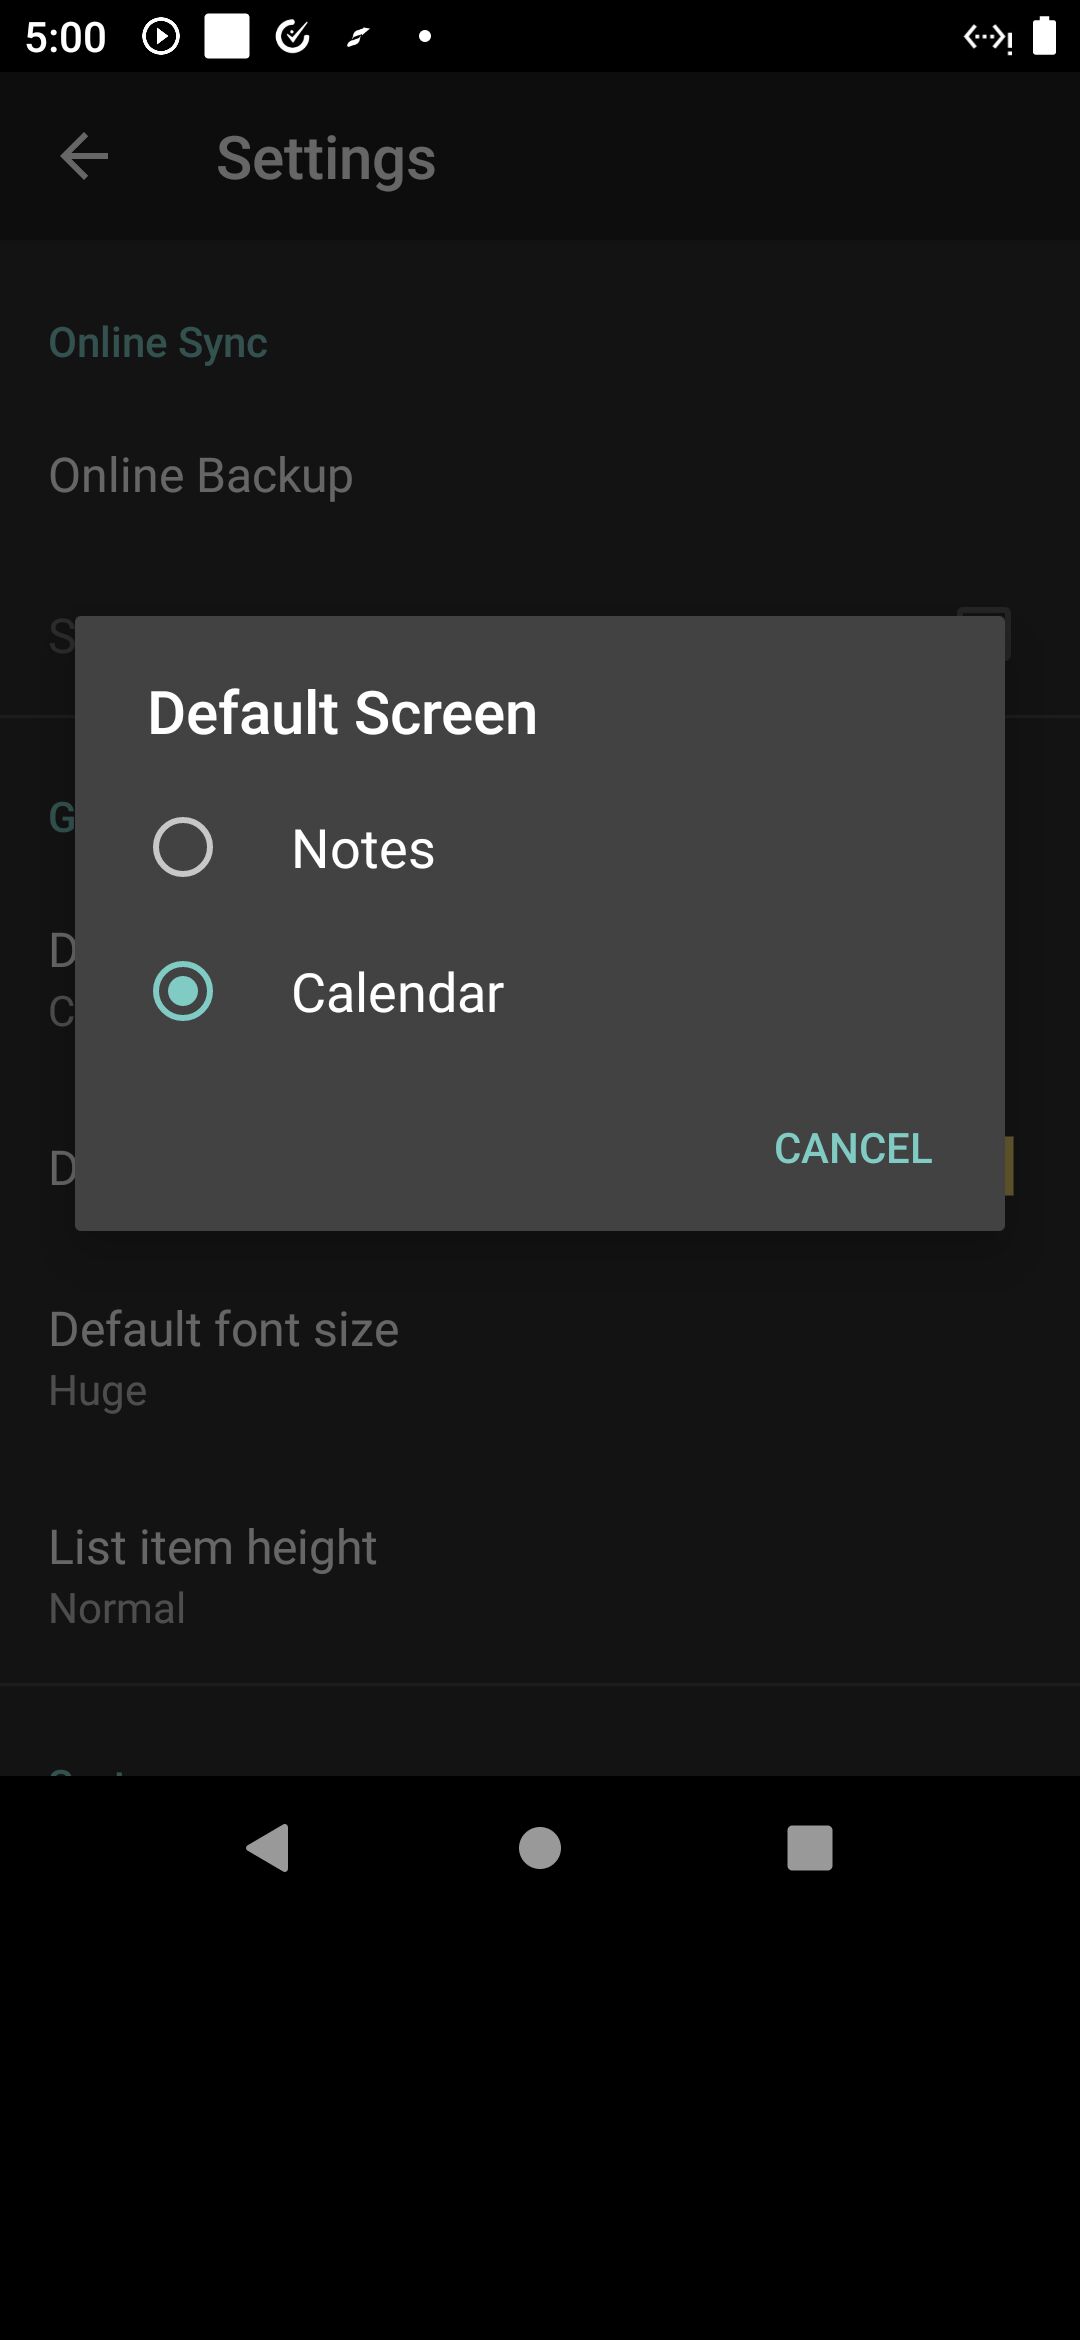 5:00
Settings
Online Sync
Online Backup
S
Default Screen
G
Notes
D
Calendar
C
CANCEL
D
Default font size
Huge
List item height
Normal